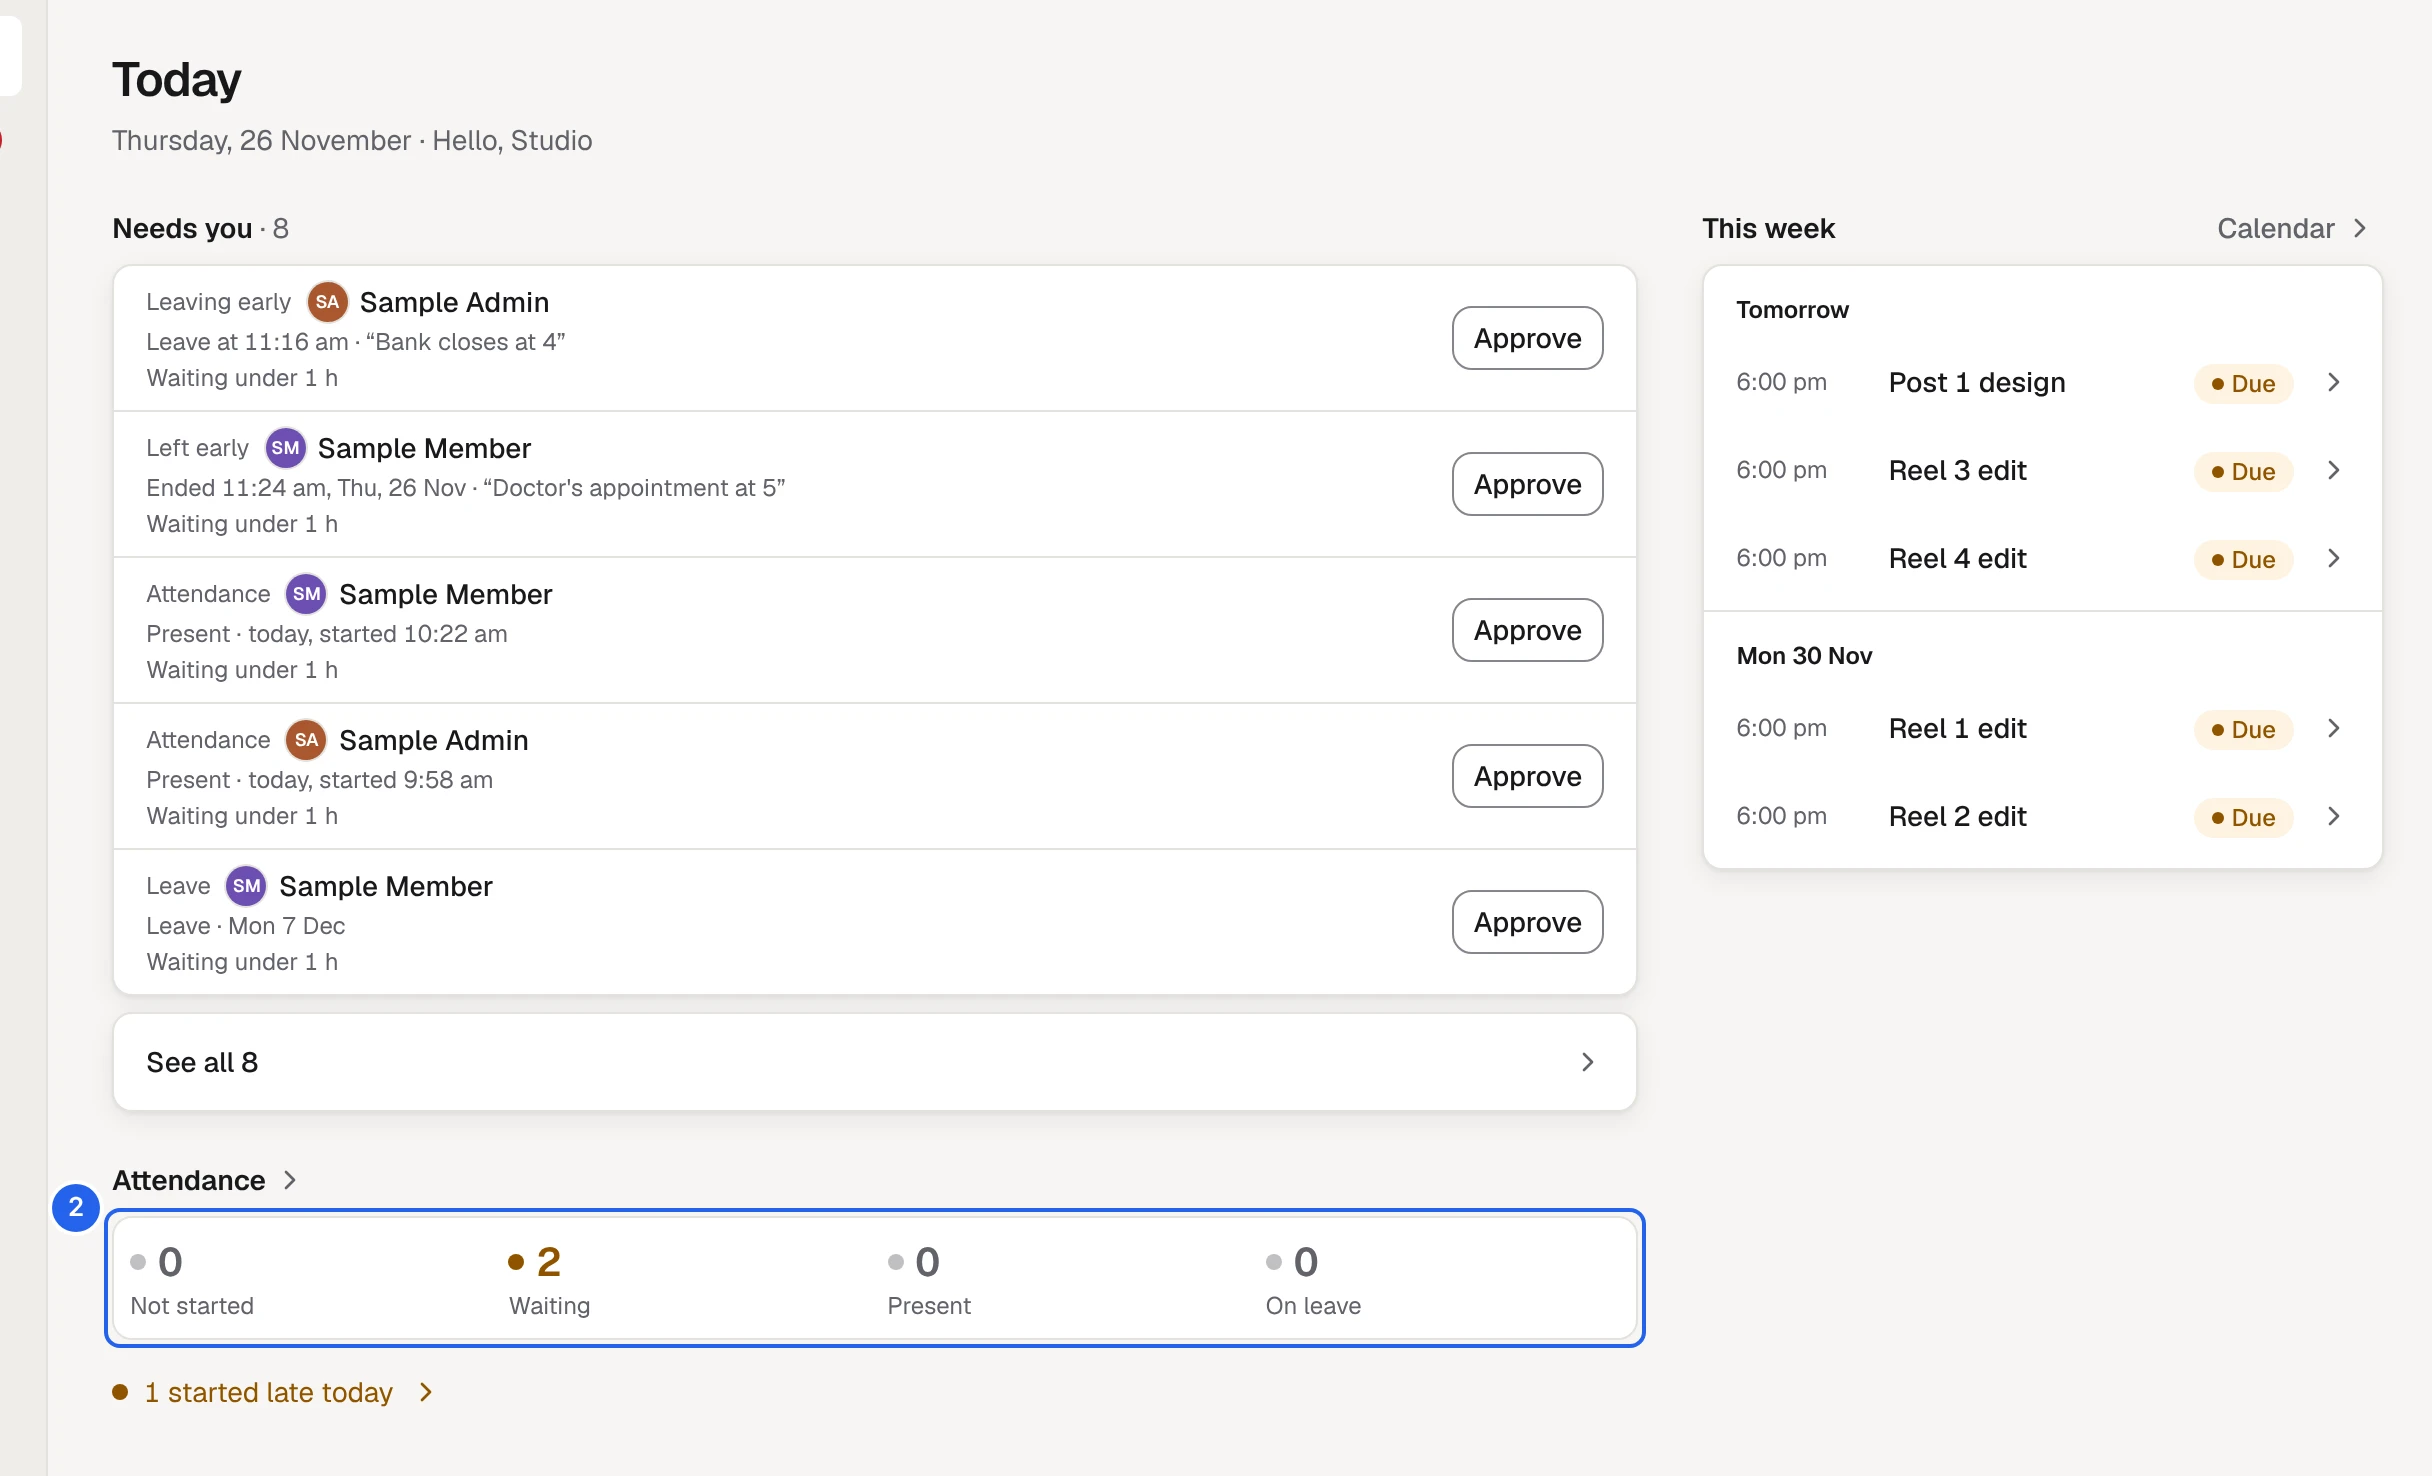 Today
Thursday, 26 November · Hello, Studio
Needs you · 8
Leaving early SA Sample Admin
Leave at 11:16 am · “Bank closes at 4”
Waiting under 1 h
Approve
Left early SM Sample Member
Ended 11:24 am, Thu, 26 Nov · “Doctor's appointment at 5”
Waiting under 1 h
Approve
Attendance SM Sample Member
Present · today, started 10:22 am
Waiting under 1 h
Approve
Attendance SA Sample Admin
Present · today, started 9:58 am
Waiting under 1 h
Approve
Leave SM Sample Member
Leave · Mon 7 Dec
Waiting under 1 h
Approve
See all 8
Attendance
2
0 2 0 0
Not started Waiting Present On leave
1 started late today
This week Calendar
Tomorrow
6:00 pm Post 1 design Due
6:00 pm Reel 3 edit Due
6:00 pm Reel 4 edit Due
Mon 30 Nov
6:00 pm Reel 1 edit Due
6:00 pm Reel 2 edit Due